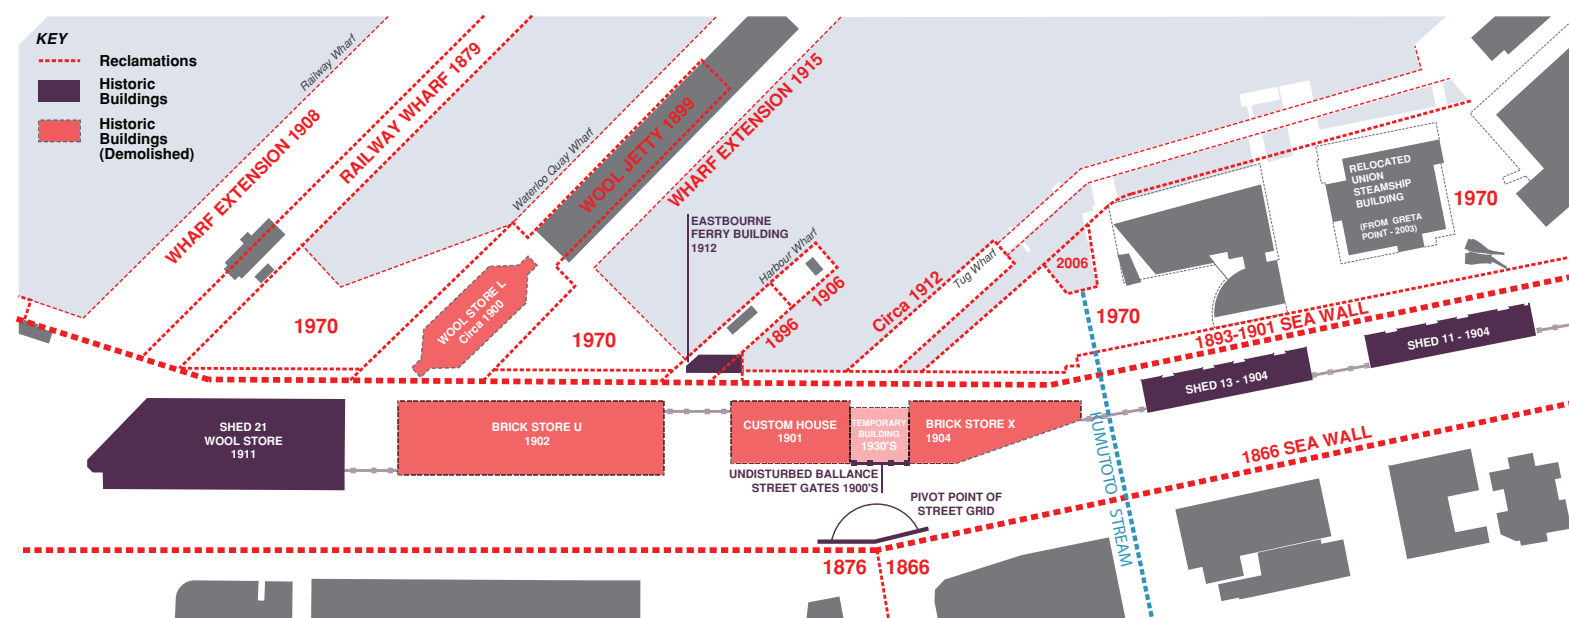 KEY
Reclamations
Historic
Buildings
Historic
Buildings
(Demolished)
Railway Wharf
WHARF EXTENSION 1908
RAILWAY WHARF 1879
Waterloo Quay Wharf
WOOL JETTY 1899
WHARF EXTENSION 1915
EASTBOURNE
FERRY BUILDING
1912
Harbour Wharf
1906
1896
Circa 1912
Tug Wharf
2006
RELOCATED
UNION
STEAMSHIP
BUILDING
(FROM GRETA
POINT - 2003)
1970
1970
WOOL STORE L
Circa 1900
1970
1970
1893-1901 SEA WALL
SHED 11 - 1904
SHED 13 - 1904
SHED 21
WOOL STORE
1911
BRICK STORE U
1902
CUSTOM HOUSE
1901
TEMPORARY
BUILDING
1930'S
BRICK STORE X
1904
KUMUTOTO STREAM
1866 SEA WALL
UNDISTURBED BALLANCE
STREET GATES 1900'S
PIVOT POINT OF
STREET GRID
1876
1866